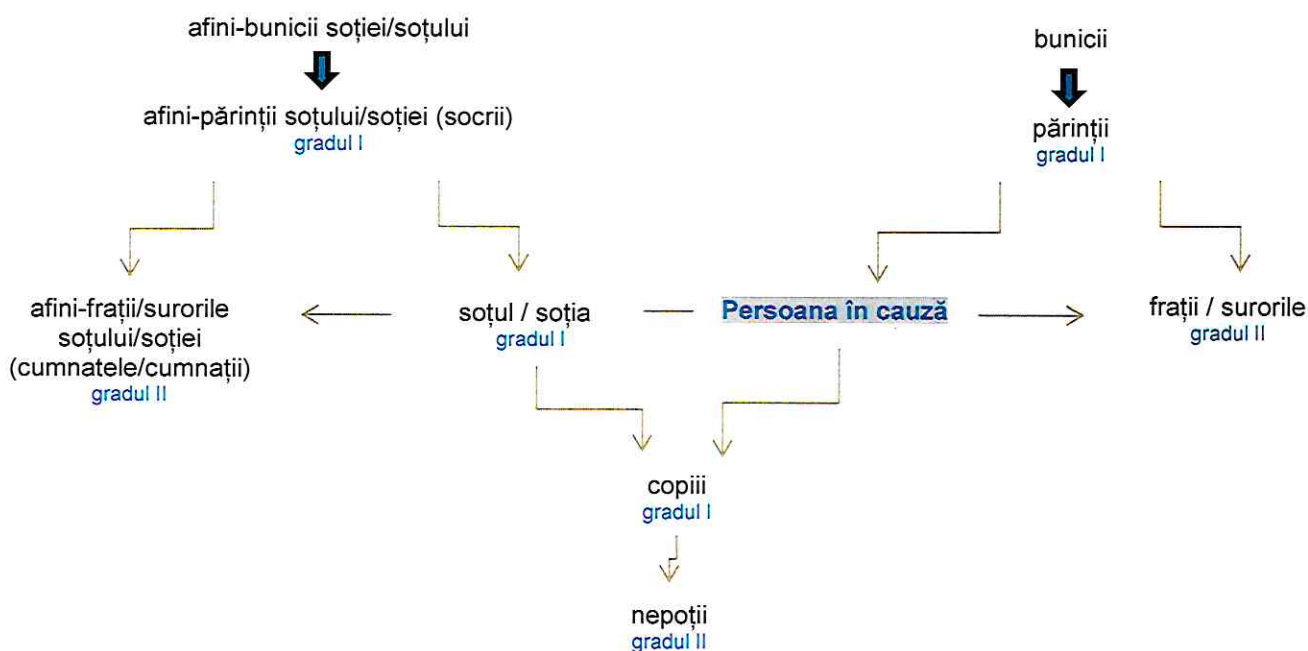 afini-bunicii soției/soțului
bunicii
afini-părinții soțului/soției (socrii)
gradul I
părinții
gradul I
afini-frații/surorile
soțului/soției
(cumnatele/cumnații)
gradul II
soțul / soția
gradul I
Persoana în cauză
frații / surorile
gradul II
copiii
gradul I
nepoții
gradul II